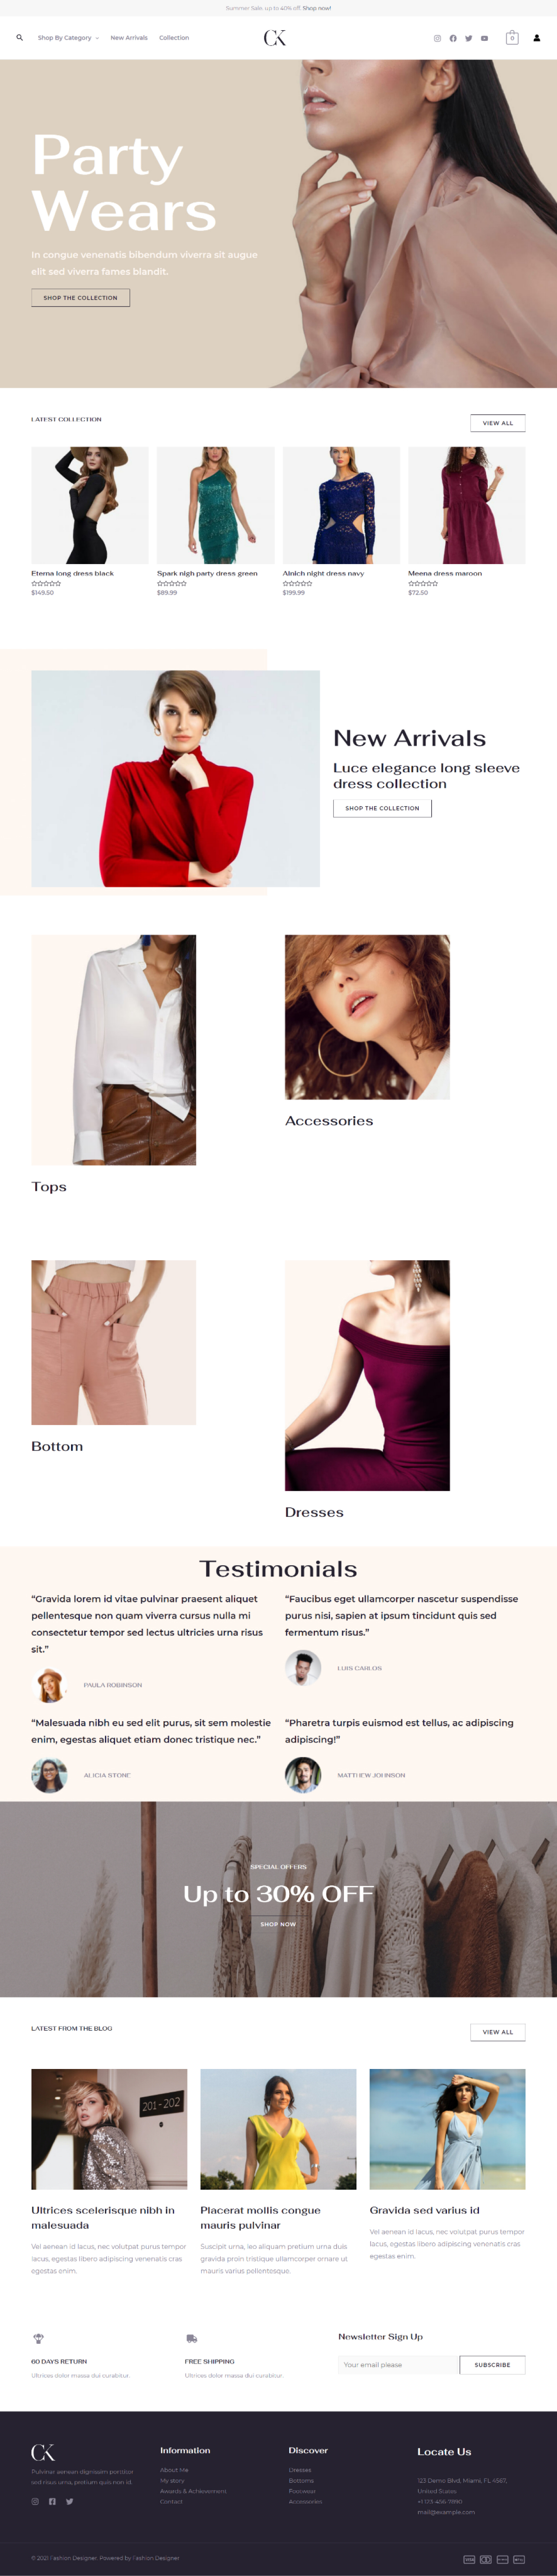 Summer Sale. up to 40% off. Shop now!
Shop By Category
New Arrivals
Collection
CK
0
Party
Wears
In congue venenatis bibendum viverra sit augue
elit sed viverra fames blandit.
SHOP THE COLLECTION
LATEST COLLECTION
VIEW ALL
Eterna long dress black
$149.50
Spark nigh party dress green
$89.99
Alnich night dress navy
$199.99
Meena dress maroon
$72.50
New Arrivals
Luce elegance long sleeve
dress collection
SHOP THE COLLECTION
Tops
Accessories
Bottom
Dresses
Testimonials
“Gravida lorem id vitae pulvinar praesent aliquet
pellentesque non quam viverra cursus nulla mi
consectetur tempor sed lectus ultricies urna risus
sit.”
PAULA ROBINSON
“Faucibus eget ullamcorper nascetur suspendisse
purus nisi, sapien at ipsum tincidunt quis sed
fermentum risus.”
LUIS CARLOS
“Malesuada nibh eu sed elit purus, sit sem molestie
enim, egestas aliquet etiam donec tristique nec.”
ALICIA STONE
“Pharetra turpis euismod est tellus, ac adipiscing
adipiscing!”
MATTHEW JOHNSON
SPECIAL OFFERS
Up to 30% OFF
SHOP NOW
LATEST FROM THE BLOG
VIEW ALL
201-202
Ultrices scelerisque nibh in
malesuada
Vel aenean id lacus, nec volutpat purus tempor
lacus, egestas libero adipiscing venenatis cras
egestas enim.
Placerat mollis congue
mauris pulvinar
Suscipit urna, leo aliquam pretium urna duis
gravida proin tristique ullamcorper ornare ut
mauris varius pellentesque.
Gravida sed varius id
Vel aenean id lacus, nec volutpat purus tempor
lacus, egestas libero adipiscing venenatis cras
egestas enim.
60 DAYS RETURN
Ultrices dolor massa dui curabitur.
FREE SHIPPING
Ultrices dolor massa dui curabitur.
Newsletter Sign Up
Your email please
SUBSCRIBE
CK
Pulvinar aenean dignissim porttitor
sed risus urna, pretium quis non id.
Information
About Me
My story
Awards & Achievement
Contact
Discover
Dresses
Bottoms
Footwear
Accessories
Locate Us
123 Demo Blvd, Miami, FL 4567,
United States
+1 123-456-7890
mail@example.com
© 2021 Fashion Designer. Powered by Fashion Designer
VISA